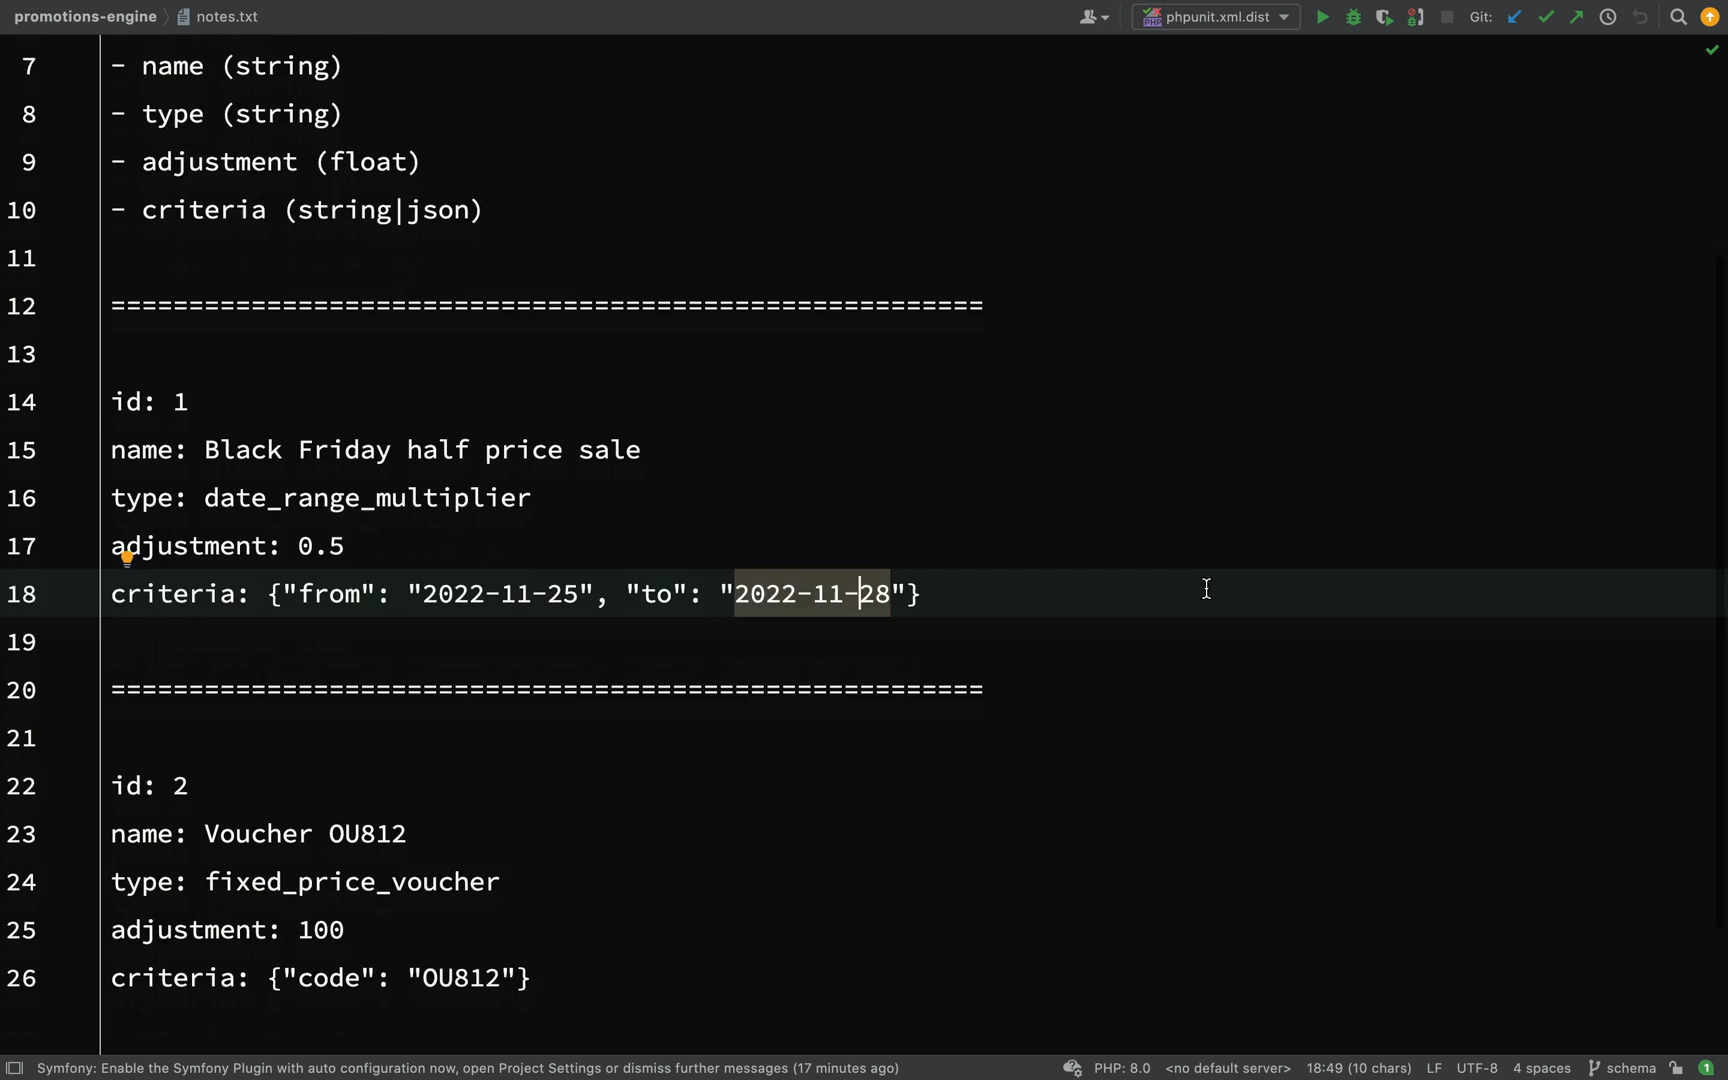 promotions-engine notes.txt phpunit.xml.dist Git:
7 - name (string)
8 - type (string)
9 - adjustment (float)
10 - criteria (string|json)
11
12 ========================================================
13
14 id: 1
15 name: Black Friday half price sale
16 type: date_range_multiplier
17 adjustment: 0.5
18 criteria: {"from": "2022-11-25", "to": "2022-11-28"}
19
20 ========================================================
21
22 id: 2
23 name: Voucher OU812
24 type: fixed_price_voucher
25 adjustment: 100
26 criteria: {"code": "OU812"}
Symfony: Enable the Symfony Plugin with auto configuration now, open Project Settings or dismiss further messages (17 minutes ago) PHP: 8.0 <no default server> 18:49 (10 chars) LF UTF-8 4 spaces schema 1